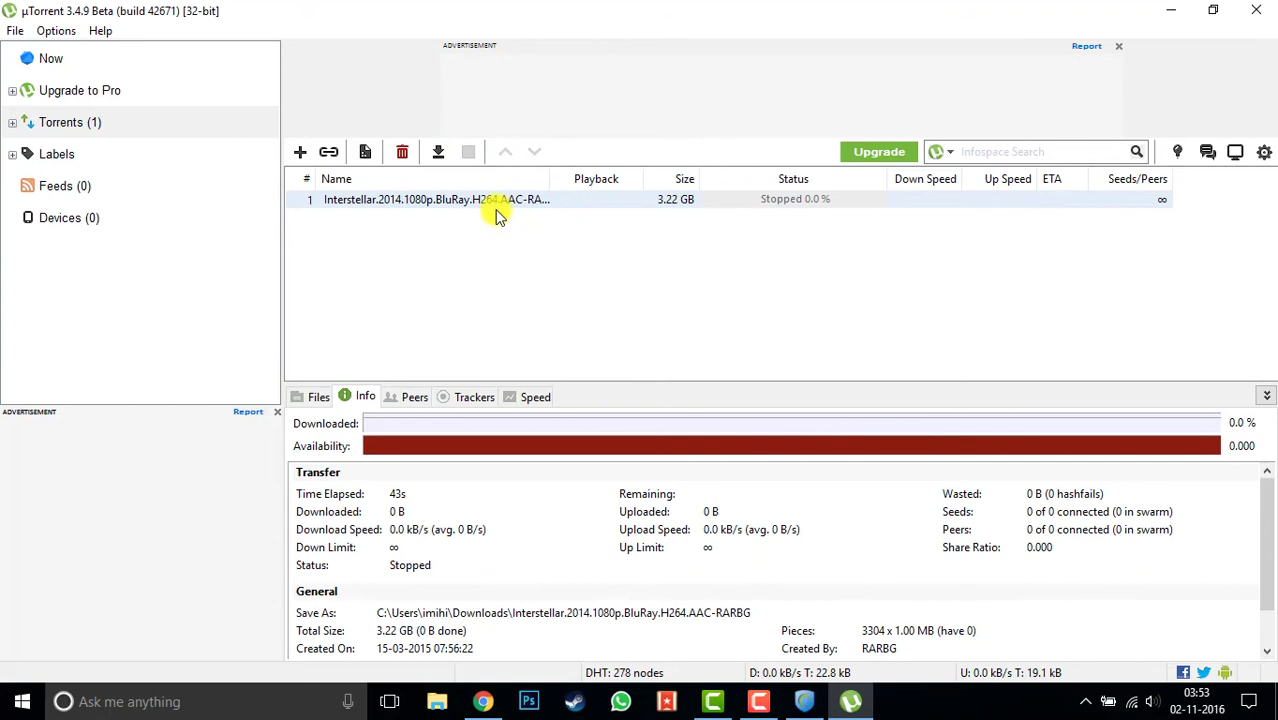 µTorrent 3.4.9 Beta (build 42671) [32-bit]
File Options Help
ADVERTISEMENT Report
Now
Upgrade to Pro
Torrents (1)
Labels
Feeds (0)
Devices (0)
Upgrade Infospace Search
# Name Playback Size Status Down Speed Up Speed ETA Seeds/Peers
1 Interstellar.2014.1080p.BluRay.H264.AAC-RA... 3.22 GB Stopped 0.0 % ∞
ADVERTISEMENT Report
Files Info Peers Trackers Speed
Downloaded: 0.0 %
Availability: 0.000
Transfer
Time Elapsed: 43s Remaining: Wasted: 0 B (0 hashfails)
Downloaded: 0 B Uploaded: 0 B Seeds: 0 of 0 connected (0 in swarm)
Download Speed: 0.0 kB/s (avg. 0 B/s) Upload Speed: 0.0 kB/s (avg. 0 B/s) Peers: 0 of 0 connected (0 in swarm)
Down Limit: ∞ Up Limit: ∞ Share Ratio: 0.000
Status: Stopped
General
Save As: C:\Users\imihi\Downloads\Interstellar.2014.1080p.BluRay.H264.AAC-RARBG
Total Size: 3.22 GB (0 B done) Pieces: 3304 x 1.00 MB (have 0)
Created On: 15-03-2015 07:56:22 Created By: RARBG
DHT: 278 nodes D: 0.0 kB/s T: 22.8 kB U: 0.0 kB/s T: 19.1 kB
Ask me anything
Ps
03:53
02-11-2016